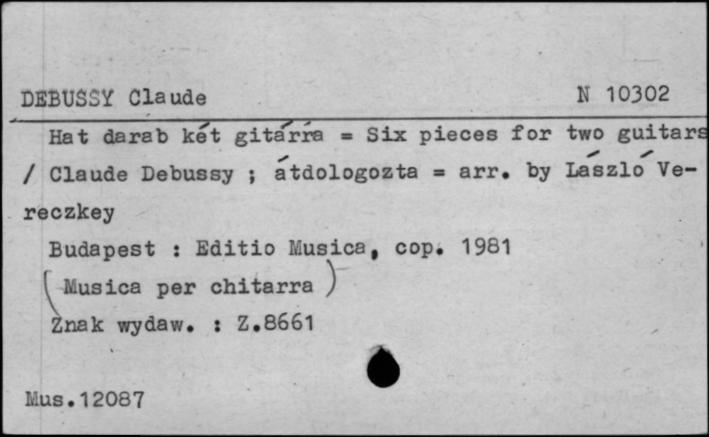 DEBUSSY Claude N 10302
Hat darab két gitárra = Six pieces for two guitars
/ Claude Debussy ; átdologozta = arr. by László Ve-
reczkey
Budapest : Editio Musica, cop. 1981
(Musica per chitarra)
Znak wydaw. : Z.8661
Mus.12087